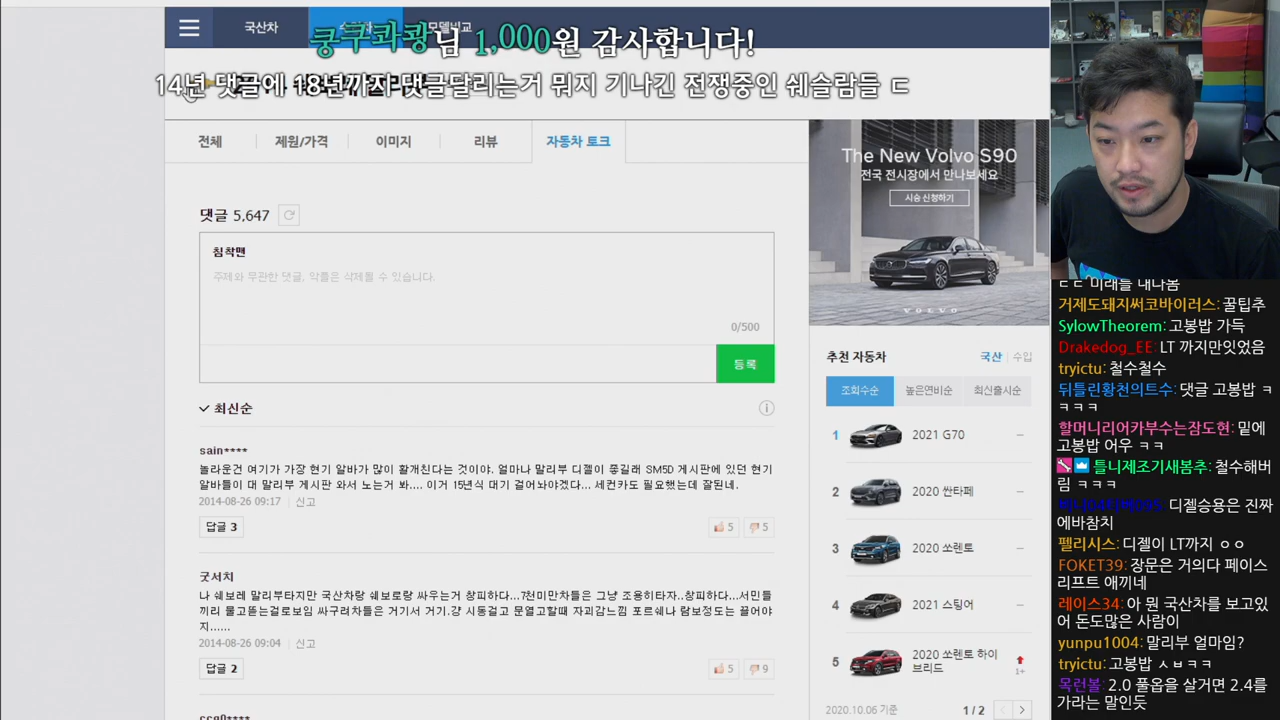 국산차
모델비교
쿵쿠콰쾅님 1,000원 감사합니다!
14년 댓글에 18년까지 댓글달리는거 뭐지 기나긴 전쟁중인 쉐슬람들 ㄷ
전체
제원/가격
이미지
리뷰
자동차 토크
댓글 5,647
침착맨
주제와 무관한 댓글, 악플은 삭제될 수 있습니다.
0/500
등록
최신순
sain****
놀라운건 여기가 가장 현기 알바가 많이 활개친다는 것이야. 얼마나 말리부 디젤이 좋길래 SM5D 게시판에 있던 현기
알바들이 대 말리부 게시판 와서 노는거 봐.... 이거 15년식 대기 걸어놔야겠다... 세컨카도 필요했는데 잘됬네.
2014-08-26 09:17 신고
답글 3
5
5
굿서치
나 쉐보레 말리부타지만 국산차랑 쉐보로랑 싸우는거 창피하다...7천미만차들은 그냥 조용히타자..창피하다...서민들
끼리 물고뜯는걸로보임 싸구려차들은 거기서 거기.걍 시동걸고 문열고할때 자괴감느낌 포르쉐나 람보정도는 끌어야
지......
2014-08-26 09:04 신고
답글 2
5
9
The New Volvo S90
전국 전시장에서 만나보세요
시승 신청하기
VOLVO
추천 자동차
국산 수입
조회수순
높은연비순
최신출시순
1 2021 G70
2 2020 싼타페
3 2020 쏘렌토
4 2021 스팅어
5 2020 쏘렌토 하이
브리드
1+
2020.10.06 기준
1 / 2
ㄷㄷ 미래들 내다봄
거제도돼지써코바이러스: 꿀팁추
SylowTheorem: 고봉밥 가득
Drakedog_EE: LT 까지만잇었음
tryictu: 철수철수
뒤틀린황천의트수: 댓글 고봉밥 ㅋ
ㅋㅋㅋ
할머니리어카부수는잠도현: 밑에
고봉밥 어우 ㅋㅋ
틀니제조기새봄추: 철수해버
림 ㅋㅋㅋ
디젤승용은 진짜
에바참치
펠리시스: 디젤이 LT까지 ㅇㅇ
FOKET39: 장문은 거의다 페이스
리프트 애끼네
레이스34: 아 뭔 국산차를 보고있
어 돈도많은 사람이
yunpu1004: 말리부 얼마임?
tryictu: 고봉밥 ㅅㅂㅋㅋ
목런볼: 2.0 풀옵을 살거면 2.4를
가라는 말인듯